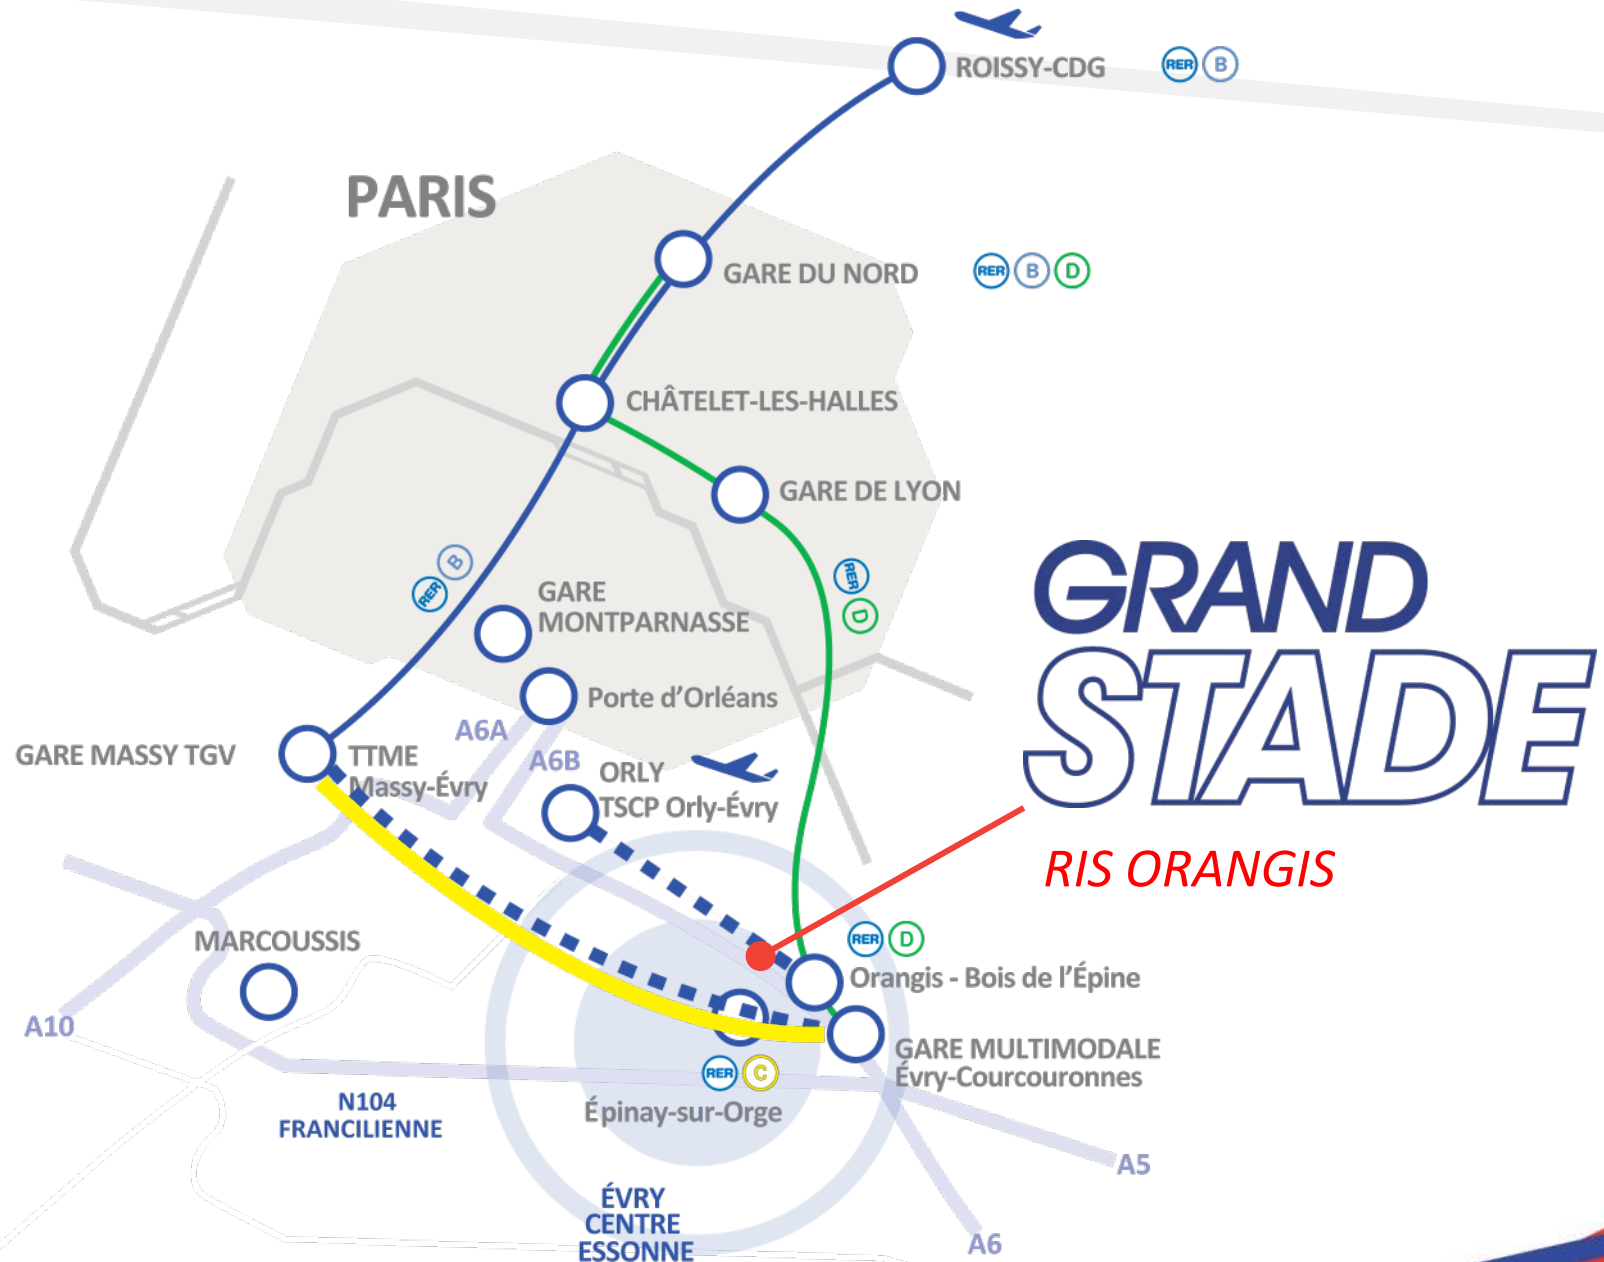 ROISSY-CDG
RER B
PARIS
GARE DU NORD
RER B D
CHÂTELET-LES-HALLES
GARE DE LYON
RER B
RER D
GARE
MONTPARNASSE
Porte d'Orléans
A6A
A6B
GARE MASSY TGV
TTME
Massy-Évry
ORLY
TSCP Orly-Évry
GRAND
STADE
RIS ORANGIS
MARCOUSSIS
RER D
Orangis - Bois de l'Épine
A10
GARE MULTIMODALE
Évry-Courcouronnes
RER C
Épinay-sur-Orge
N104
FRANCILIENNE
A5
ÉVRY
CENTRE
ESSONNE
A6